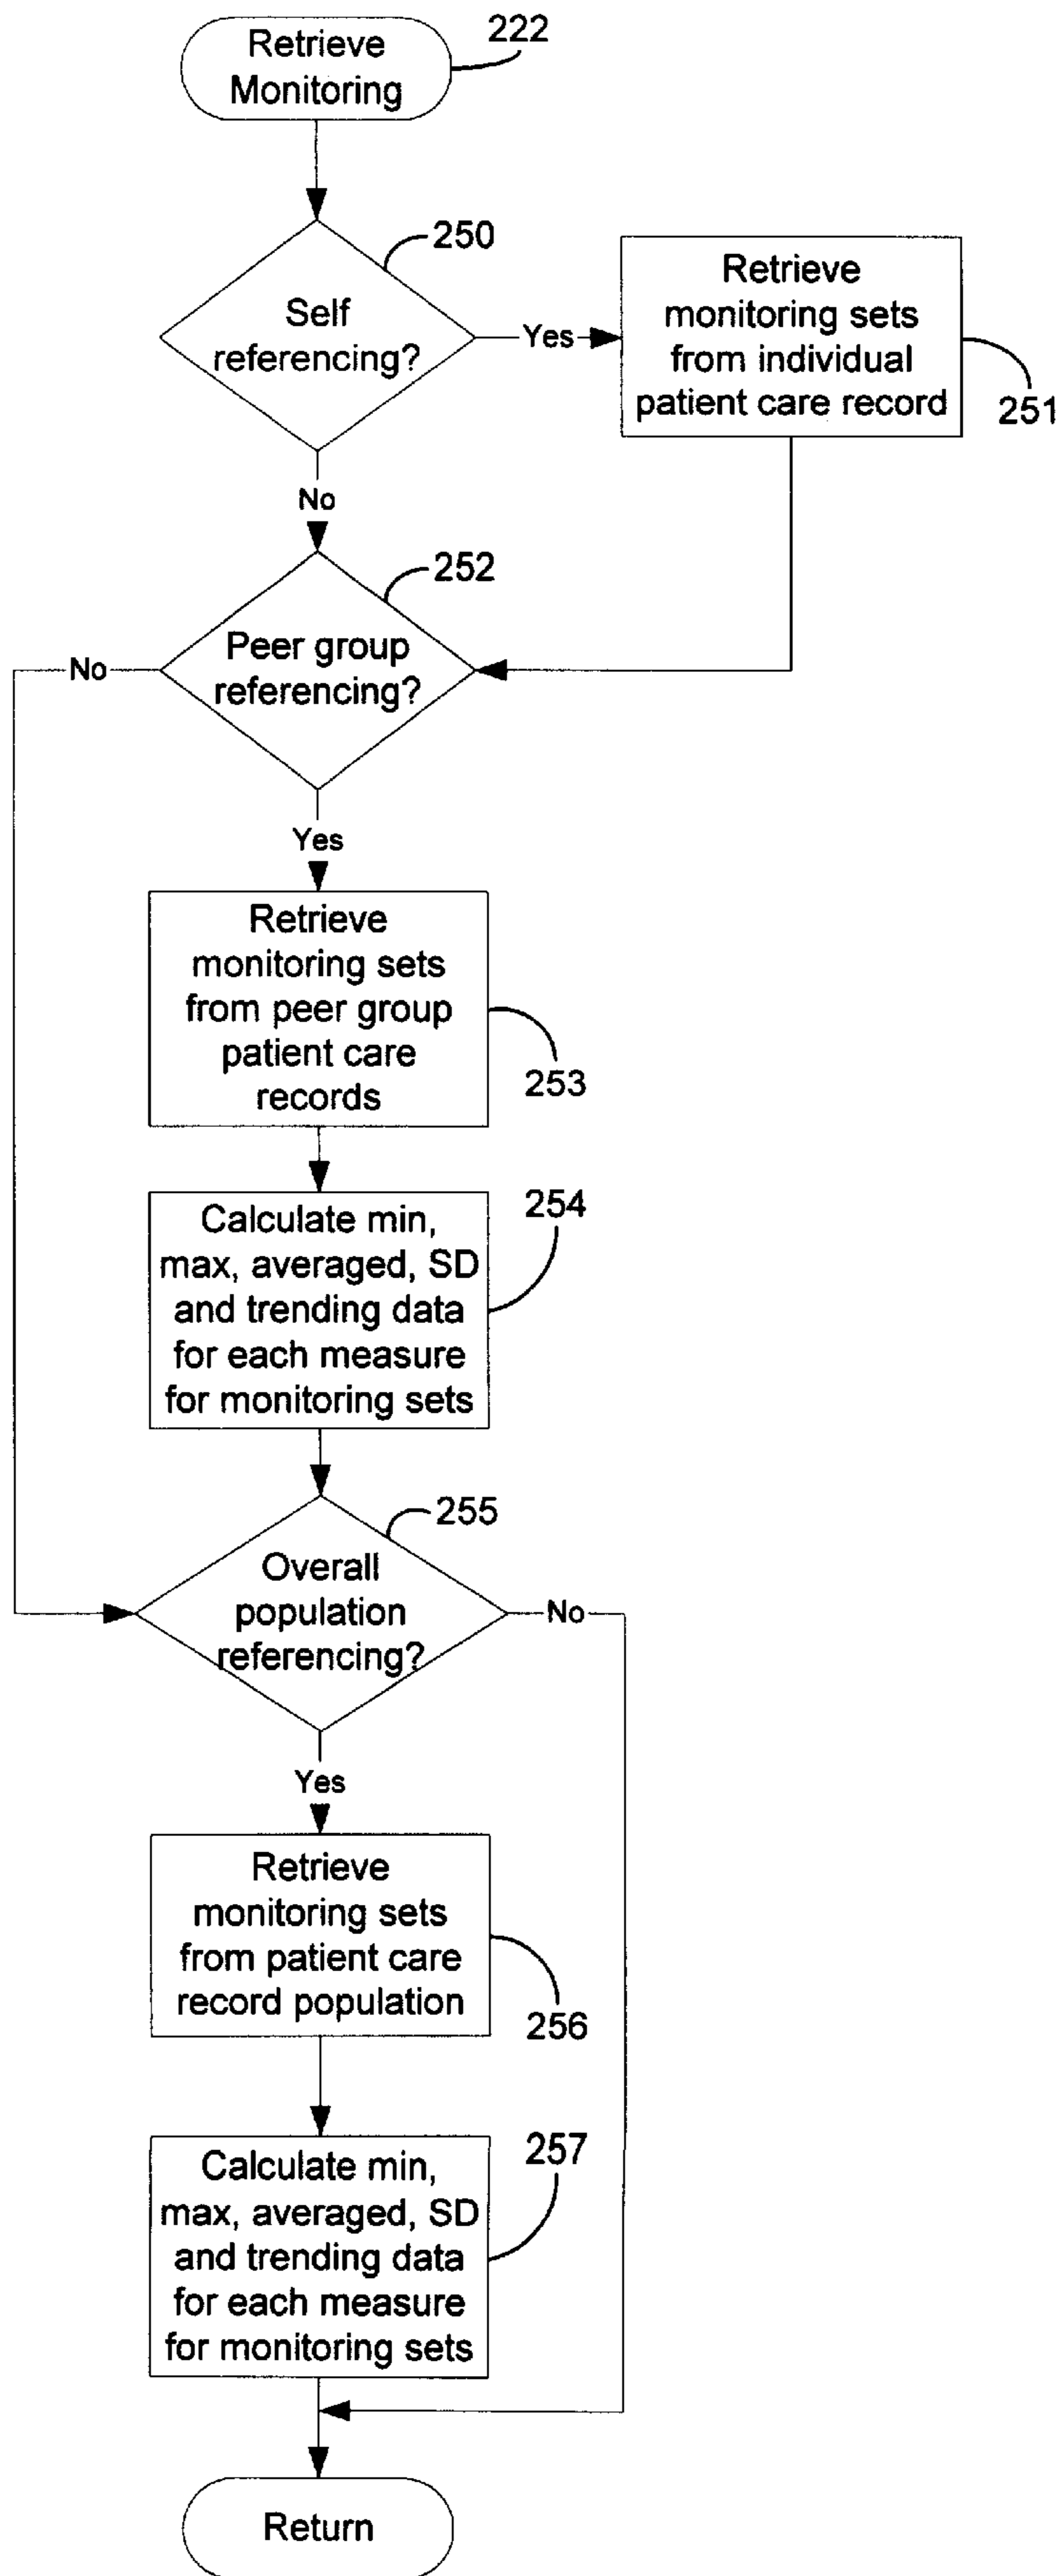 Retrieve
Monitoring
222
250
Self
referencing?
Yes
Retrieve
monitoring sets
from individual
patient care record
251
No
252
Peer group
referencing?
No
Yes
Retrieve
monitoring sets
from peer group
patient care
records
253
254
Calculate min,
max, averaged, SD
and trending data
for each measure
for monitoring sets
255
Overall
population
referencing?
No
Yes
Retrieve
monitoring sets
from patient care
record population
256
257
Calculate min,
max, averaged, SD
and trending data
for each measure
for monitoring sets
Return